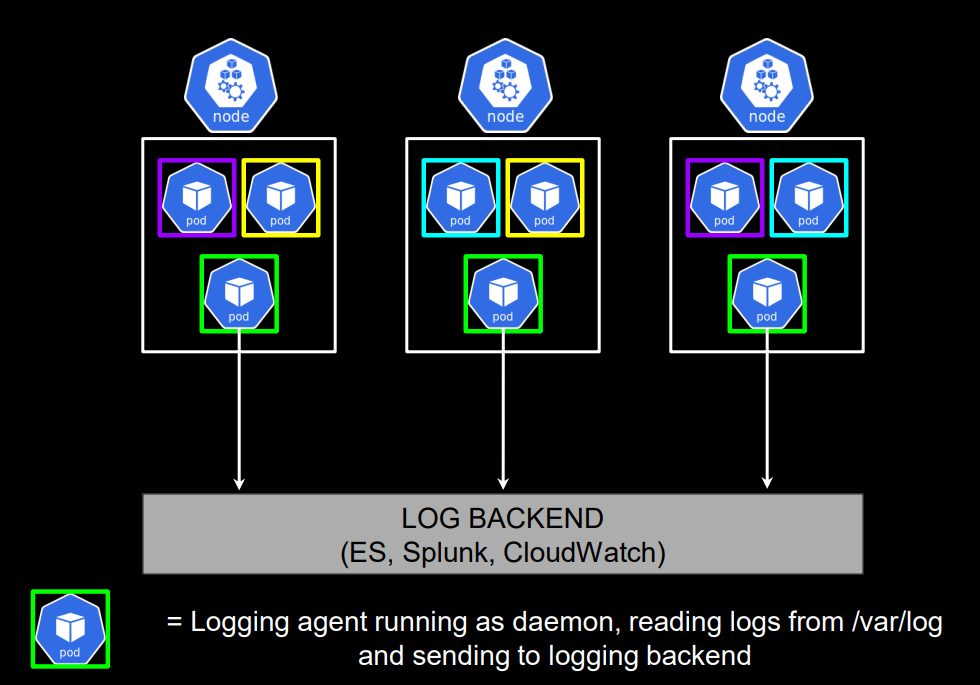 node
node
node
pod
pod
pod
pod
pod
pod
pod
pod
pod
LOG BACKEND
(ES, Splunk, CloudWatch)
pod
= Logging agent running as daemon, reading logs from /var/log
and sending to logging backend